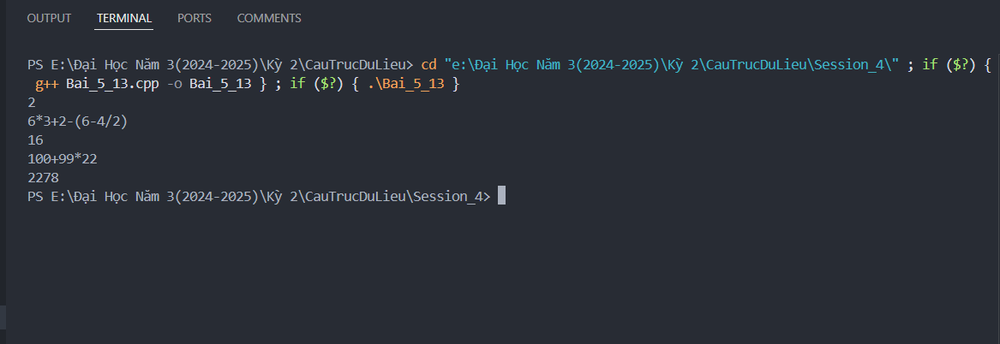 OUTPUT TERMINAL PORTS COMMENTS
PS E:\Đại Học Năm 3(2024-2025)\Kỳ 2\CauTrucDuLieu> cd "e:\Đại Học Năm 3(2024-2025)\Kỳ 2\CauTrucDuLieu\Session_4\" ; if ($?) {
g++ Bai_5_13.cpp -o Bai_5_13 } ; if ($?) { .\Bai_5_13 }
2
6*3+2-(6-4/2)
16
100+99*22
2278
PS E:\Đại Học Năm 3(2024-2025)\Kỳ 2\CauTrucDuLieu\Session_4>